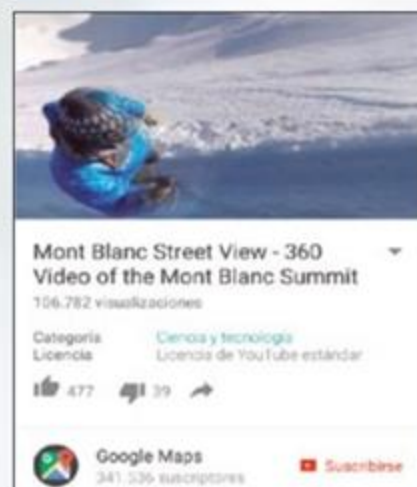 Mont Blanc Street View - 360
Video of the Mont Blanc Summit
106.782 visualizaciones
Categoría Ciencia y tecnología
Licencia Licencia de YouTube estándar
477 39
Google Maps Suscribirse
341.536 suscriptores